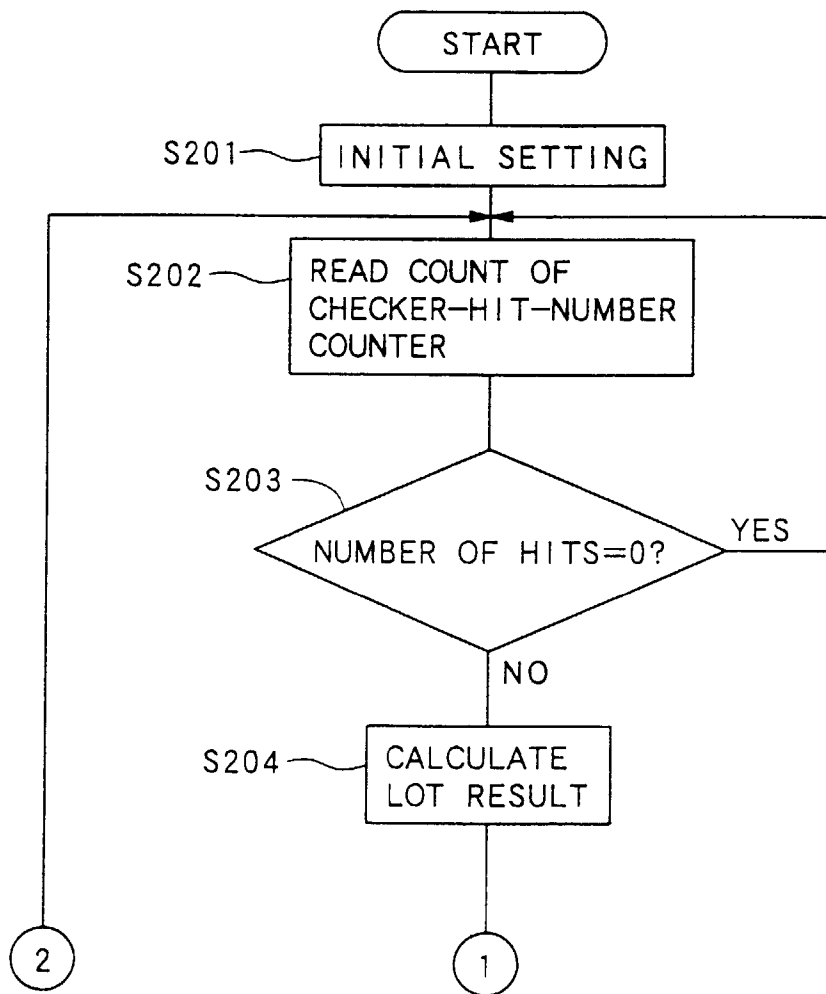 START
S201
INITIAL SETTING
S202
READ COUNT OF
CHECKER-HIT-NUMBER
COUNTER
S203
NUMBER OF HITS=0?
YES
NO
S204
CALCULATE
LOT RESULT
2
1